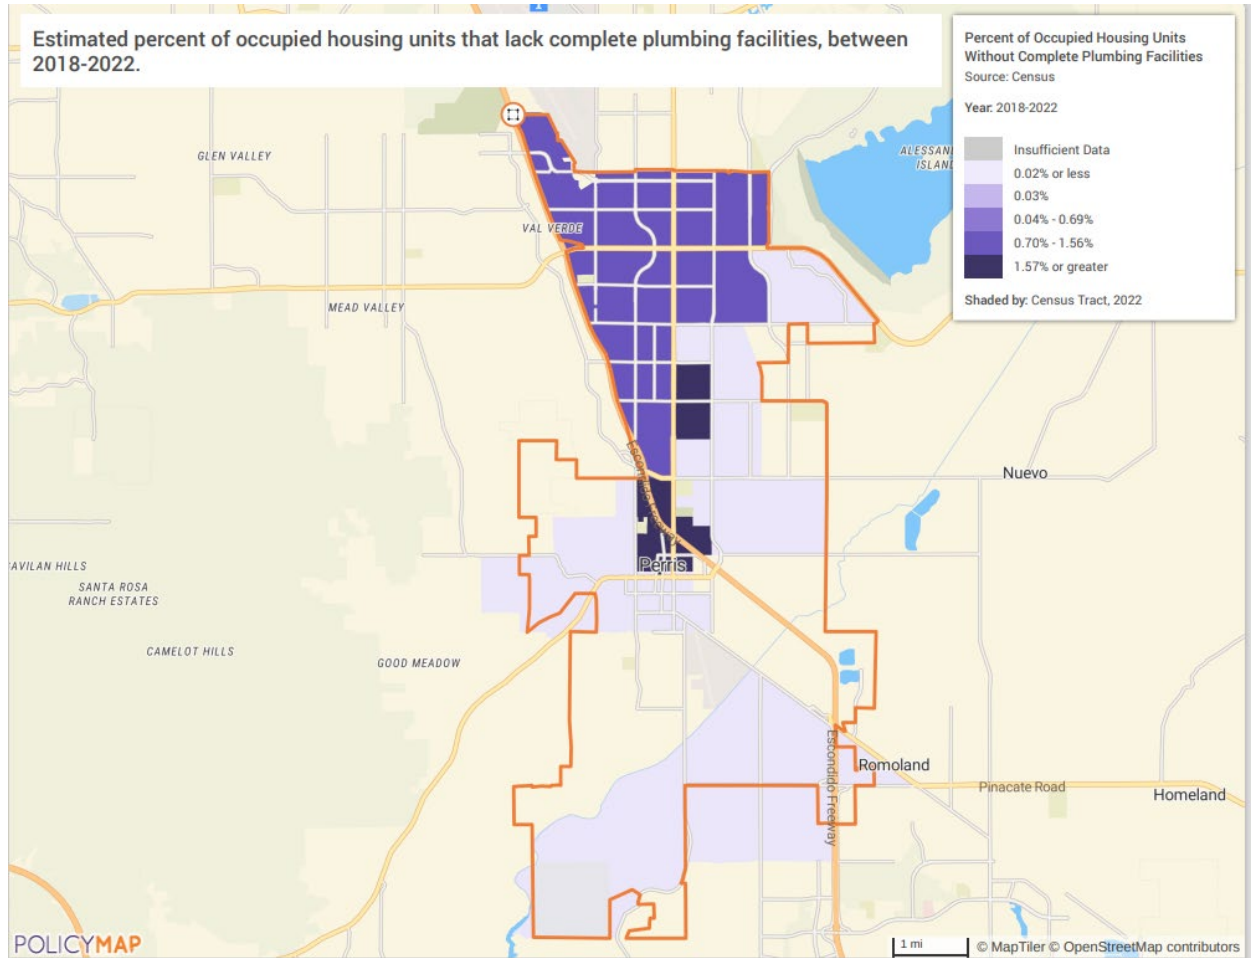 Estimated percent of occupied housing units that lack complete plumbing facilities, between
2018-2022.
Percent of Occupied Housing Units
Without Complete Plumbing Facilities
Source: Census
Year: 2018-2022
Insufficient Data
0.02% or less
0.03%
0.04% - 0.69%
0.70% - 1.56%
1.57% or greater
Shaded by: Census Tract, 2022
GLEN VALLEY
ALESSAN
ISLAN
VAL VERDE
MEAD VALLEY
Escondido Freeway
Nuevo
Perris
AVILAN HILLS
SANTA ROSA
RANCH ESTATES
CAMELOT HILLS
GOOD MEADOW
Escondido Freeway
Romoland
Pinacate Road
Homeland
POLICYMAP
1 mi
© MapTiler © OpenStreetMap contributors